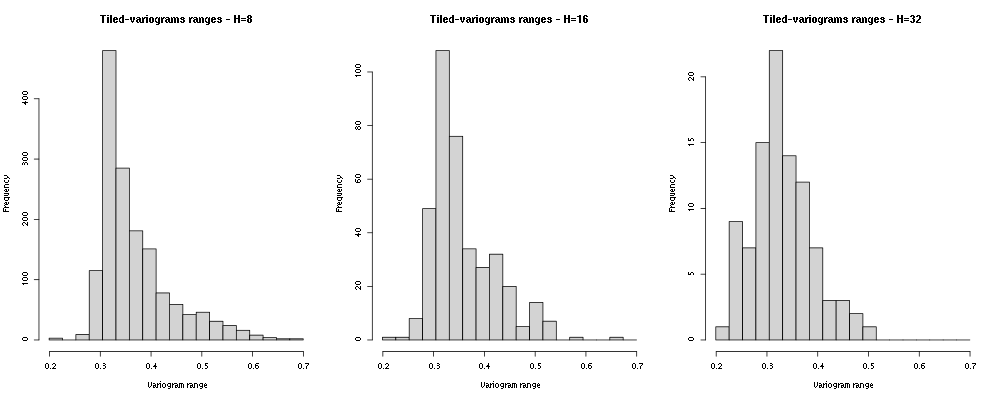 Tiled-variograms ranges - H=8
Frequency
400
300
200
100
0
0.2 0.3 0.4 0.5 0.6 0.7
Variogram range
Tiled-variograms ranges - H=16
Frequency
100
80
60
40
20
0
0.2 0.3 0.4 0.5 0.6 0.7
Variogram range
Tiled-variograms ranges - H=32
Frequency
20
15
10
5
0
0.2 0.3 0.4 0.5 0.6 0.7
Variogram range